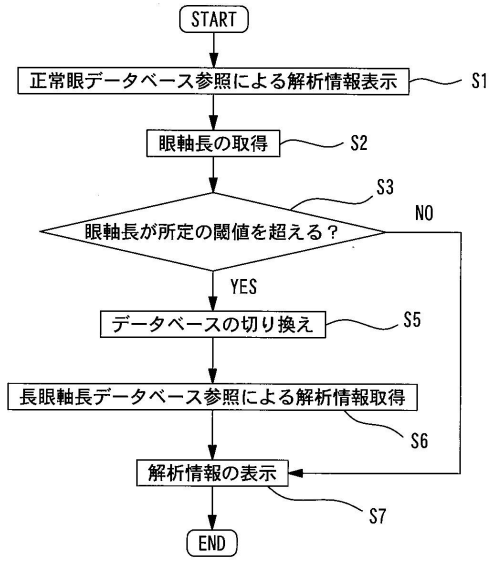 START
正常眼データベース参照による解析情報表示
S1
眼軸長の取得
S2
S3
眼軸長が所定の閾値を超える?
NO
YES
データベースの切り換え
S5
長眼軸長データベース参照による解析情報取得
S6
解析情報の表示
S7
END